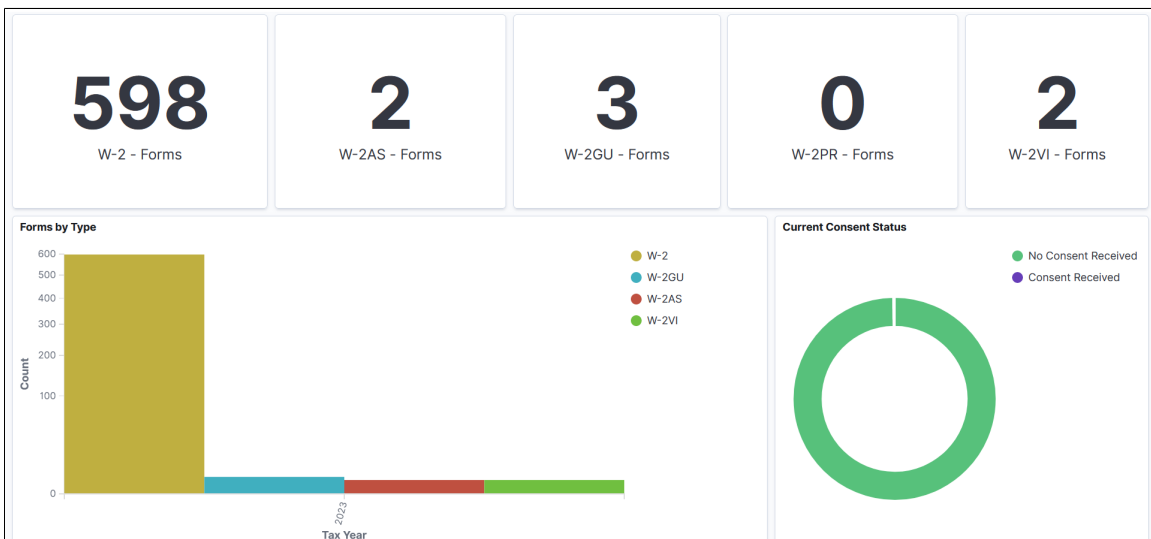 598
W-2 - Forms
2
W-2AS - Forms
3
W-2GU - Forms
0
W-2PR - Forms
2
W-2VI - Forms
Forms by Type
600
500
400
300
200
100
0
Count
2023
Tax Year
W-2
W-2GU
W-2AS
W-2VI
Current Consent Status
No Consent Received
Consent Received